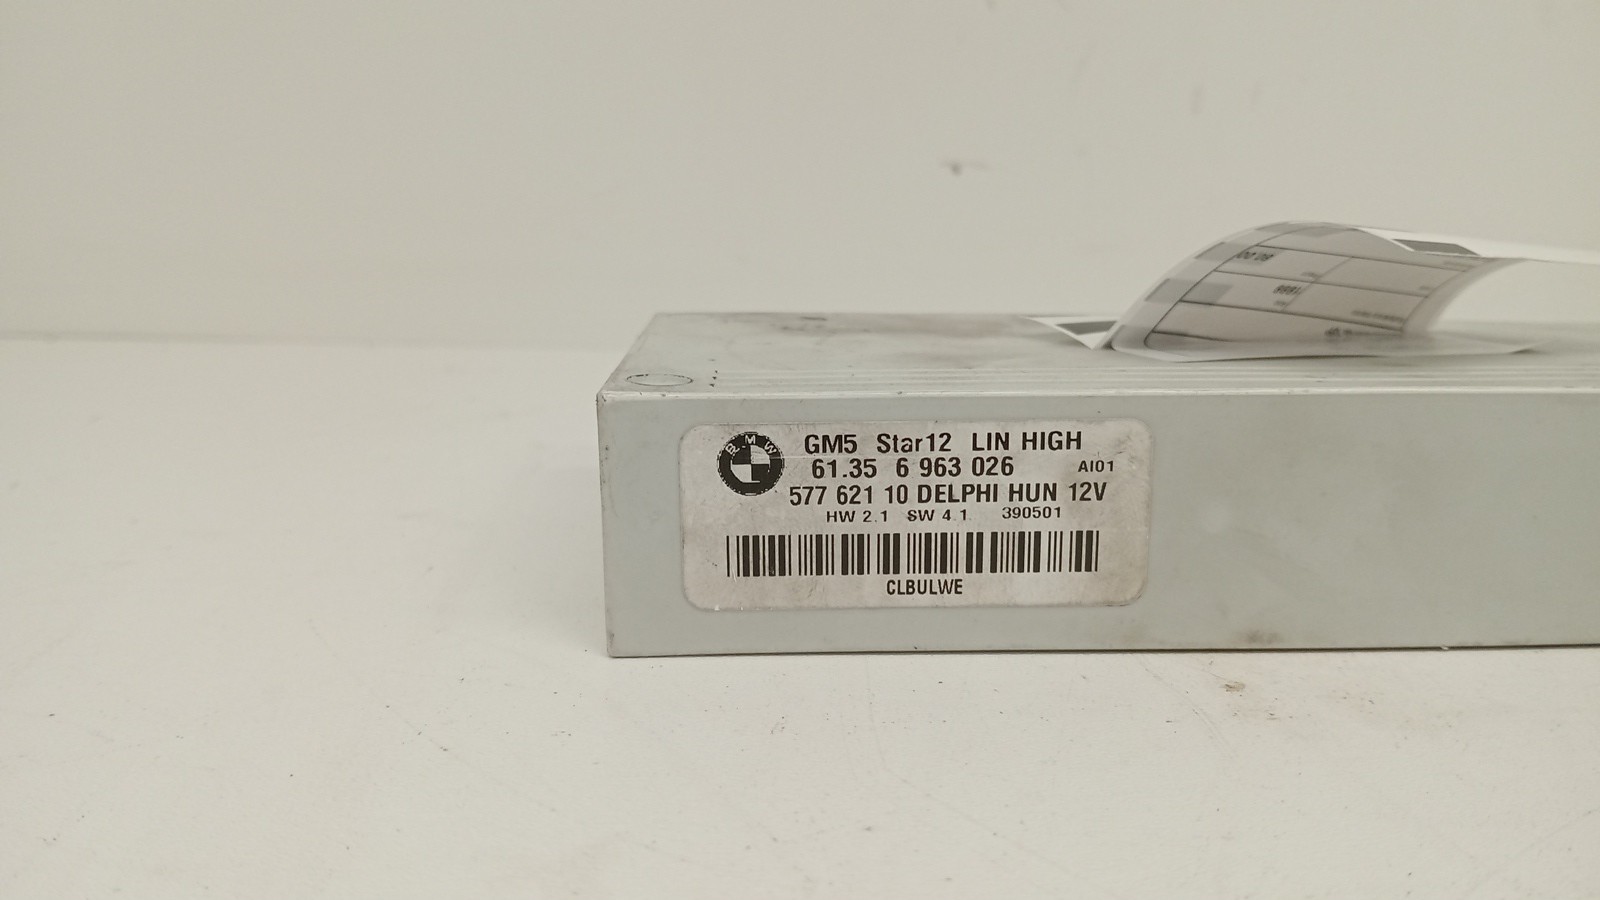 BMW
GM5 Star12 LIN HIGH
61.35 6 963 026 AI01
577 621 10 DELPHI HUN 12V
HW 2.1 SW 4.1 390501
CLBULWE